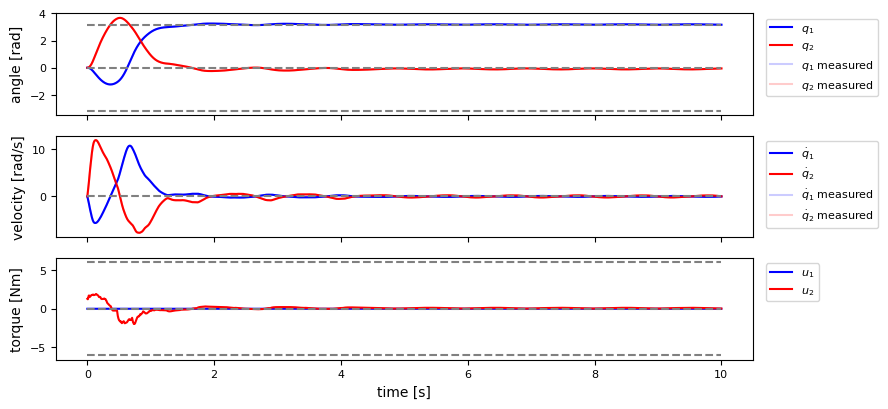 angle [rad]
4
2
0
−2
q₁
q₂
q₁ measured
q₂ measured
velocity [rad/s]
10
0
q̇₁
q̇₂
q̇₁ measured
q̇₂ measured
torque [Nm]
5
0
−5
u₁
u₂
0 2 4 6 8 10
time [s]